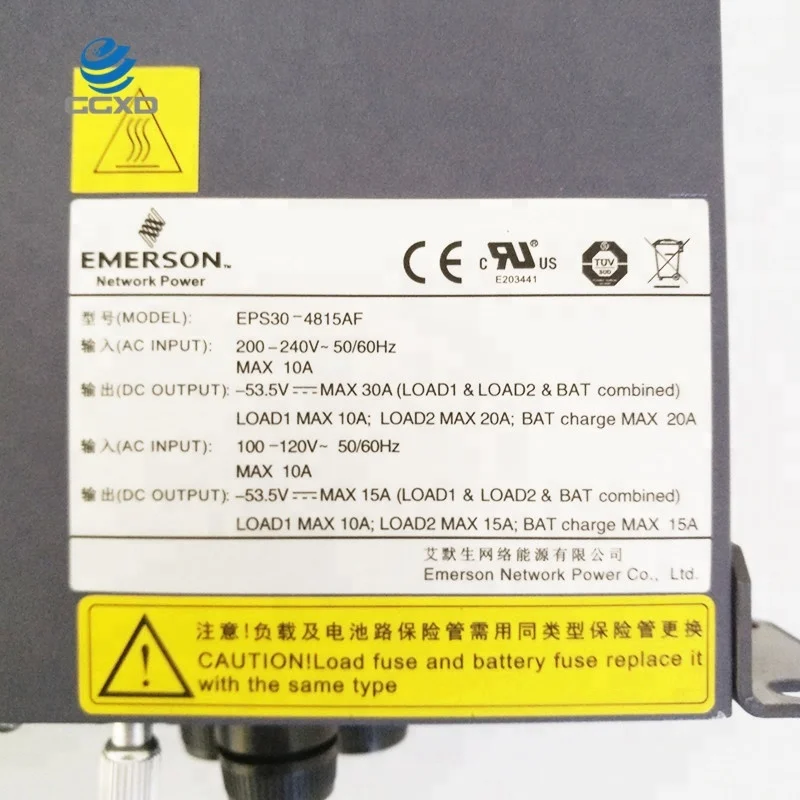 GGXD
EMERSON™
Network Power
CE
c UR® US
E203441
TUV
SUD
型号(MODEL): EPS30-4815AF
输入(AC INPUT): 200-240V~ 50/60Hz
MAX 10A
输出(DC OUTPUT): -53.5V⎓MAX 30A (LOAD1 & LOAD2 & BAT combined)
LOAD1 MAX 10A; LOAD2 MAX 20A; BAT charge MAX 20A
输入(AC INPUT): 100-120V~ 50/60Hz
MAX 10A
输出(DC OUTPUT): -53.5V⎓MAX 15A (LOAD1 & LOAD2 & BAT combined)
LOAD1 MAX 10A; LOAD2 MAX 15A; BAT charge MAX 15A
艾默生网络能源有限公司
Emerson Network Power Co., Ltd.
注意!负载及电池路保险管需用同类型保险管更换
CAUTION!Load fuse and battery fuse replace it
with the same type